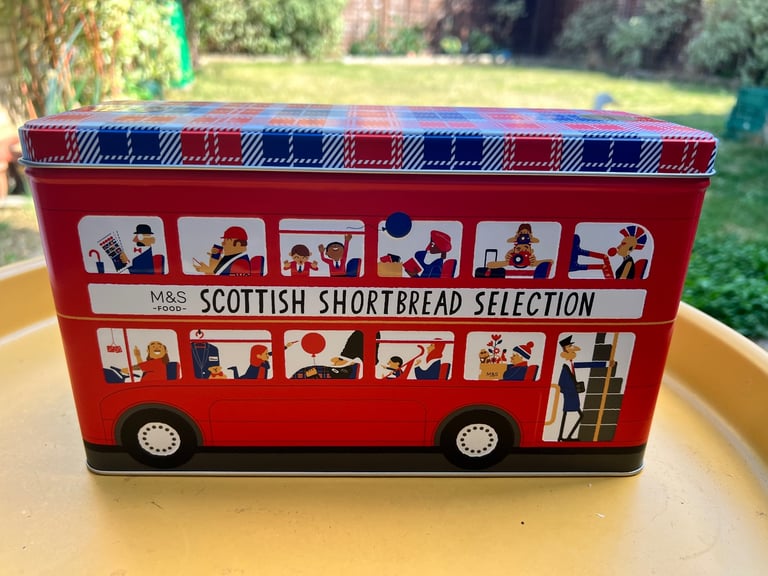 M&S
-FOOD-
SCOTTISH SHORTBREAD SELECTION
M&S